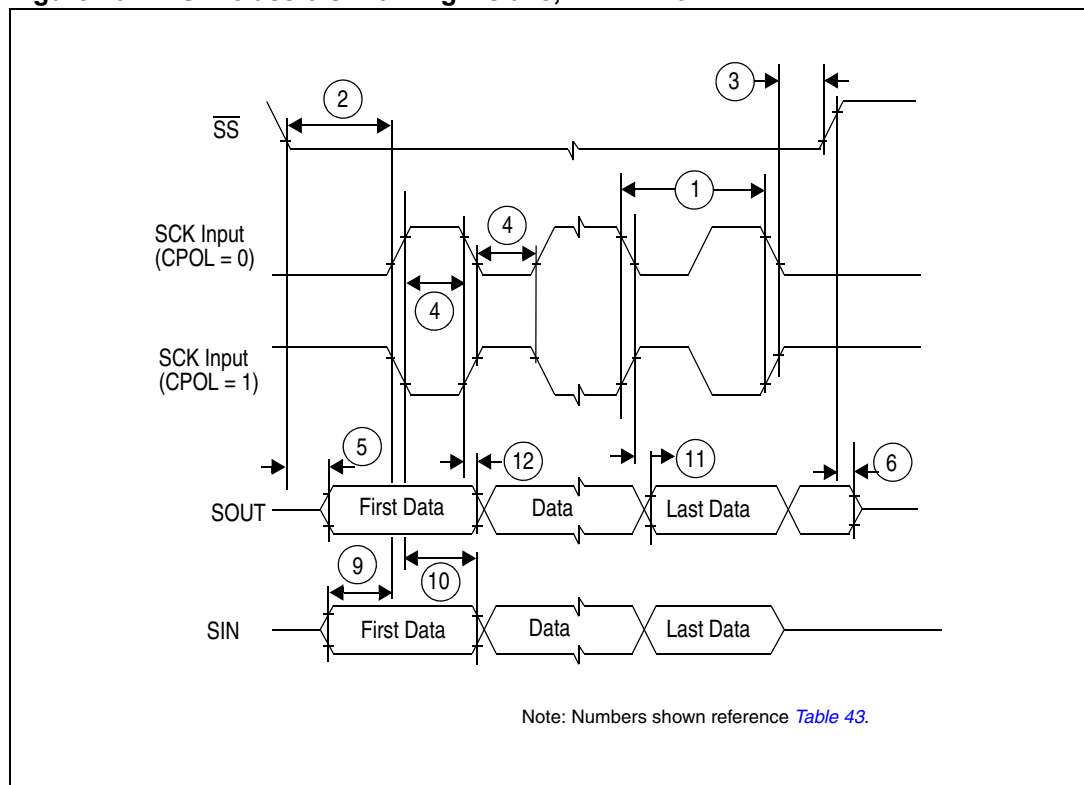 3
2
SS
1
SCK Input
(CPOL = 0)
4
4
SCK Input
(CPOL = 1)
5
12
11
6
SOUT
First Data
Data
Last Data
9
10
SIN
First Data
Data
Last Data
Note: Numbers shown reference Table 43.